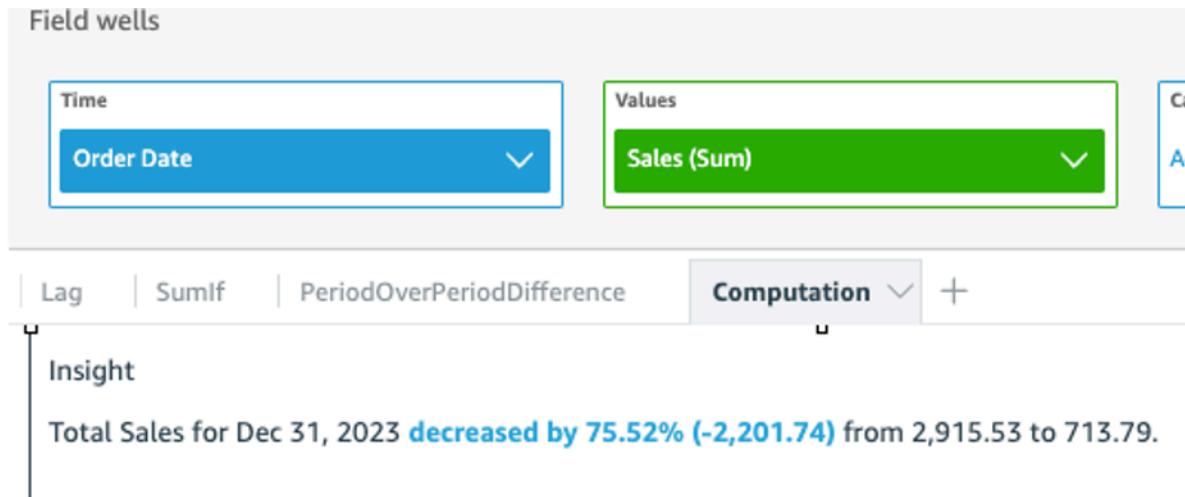 Field wells
Time
Values
Ca
Order Date
Sales (Sum)
A
Lag SumIf PeriodOverPeriodDifference Computation
Insight
Total Sales for Dec 31, 2023 decreased by 75.52% (-2,201.74) from 2,915.53 to 713.79.